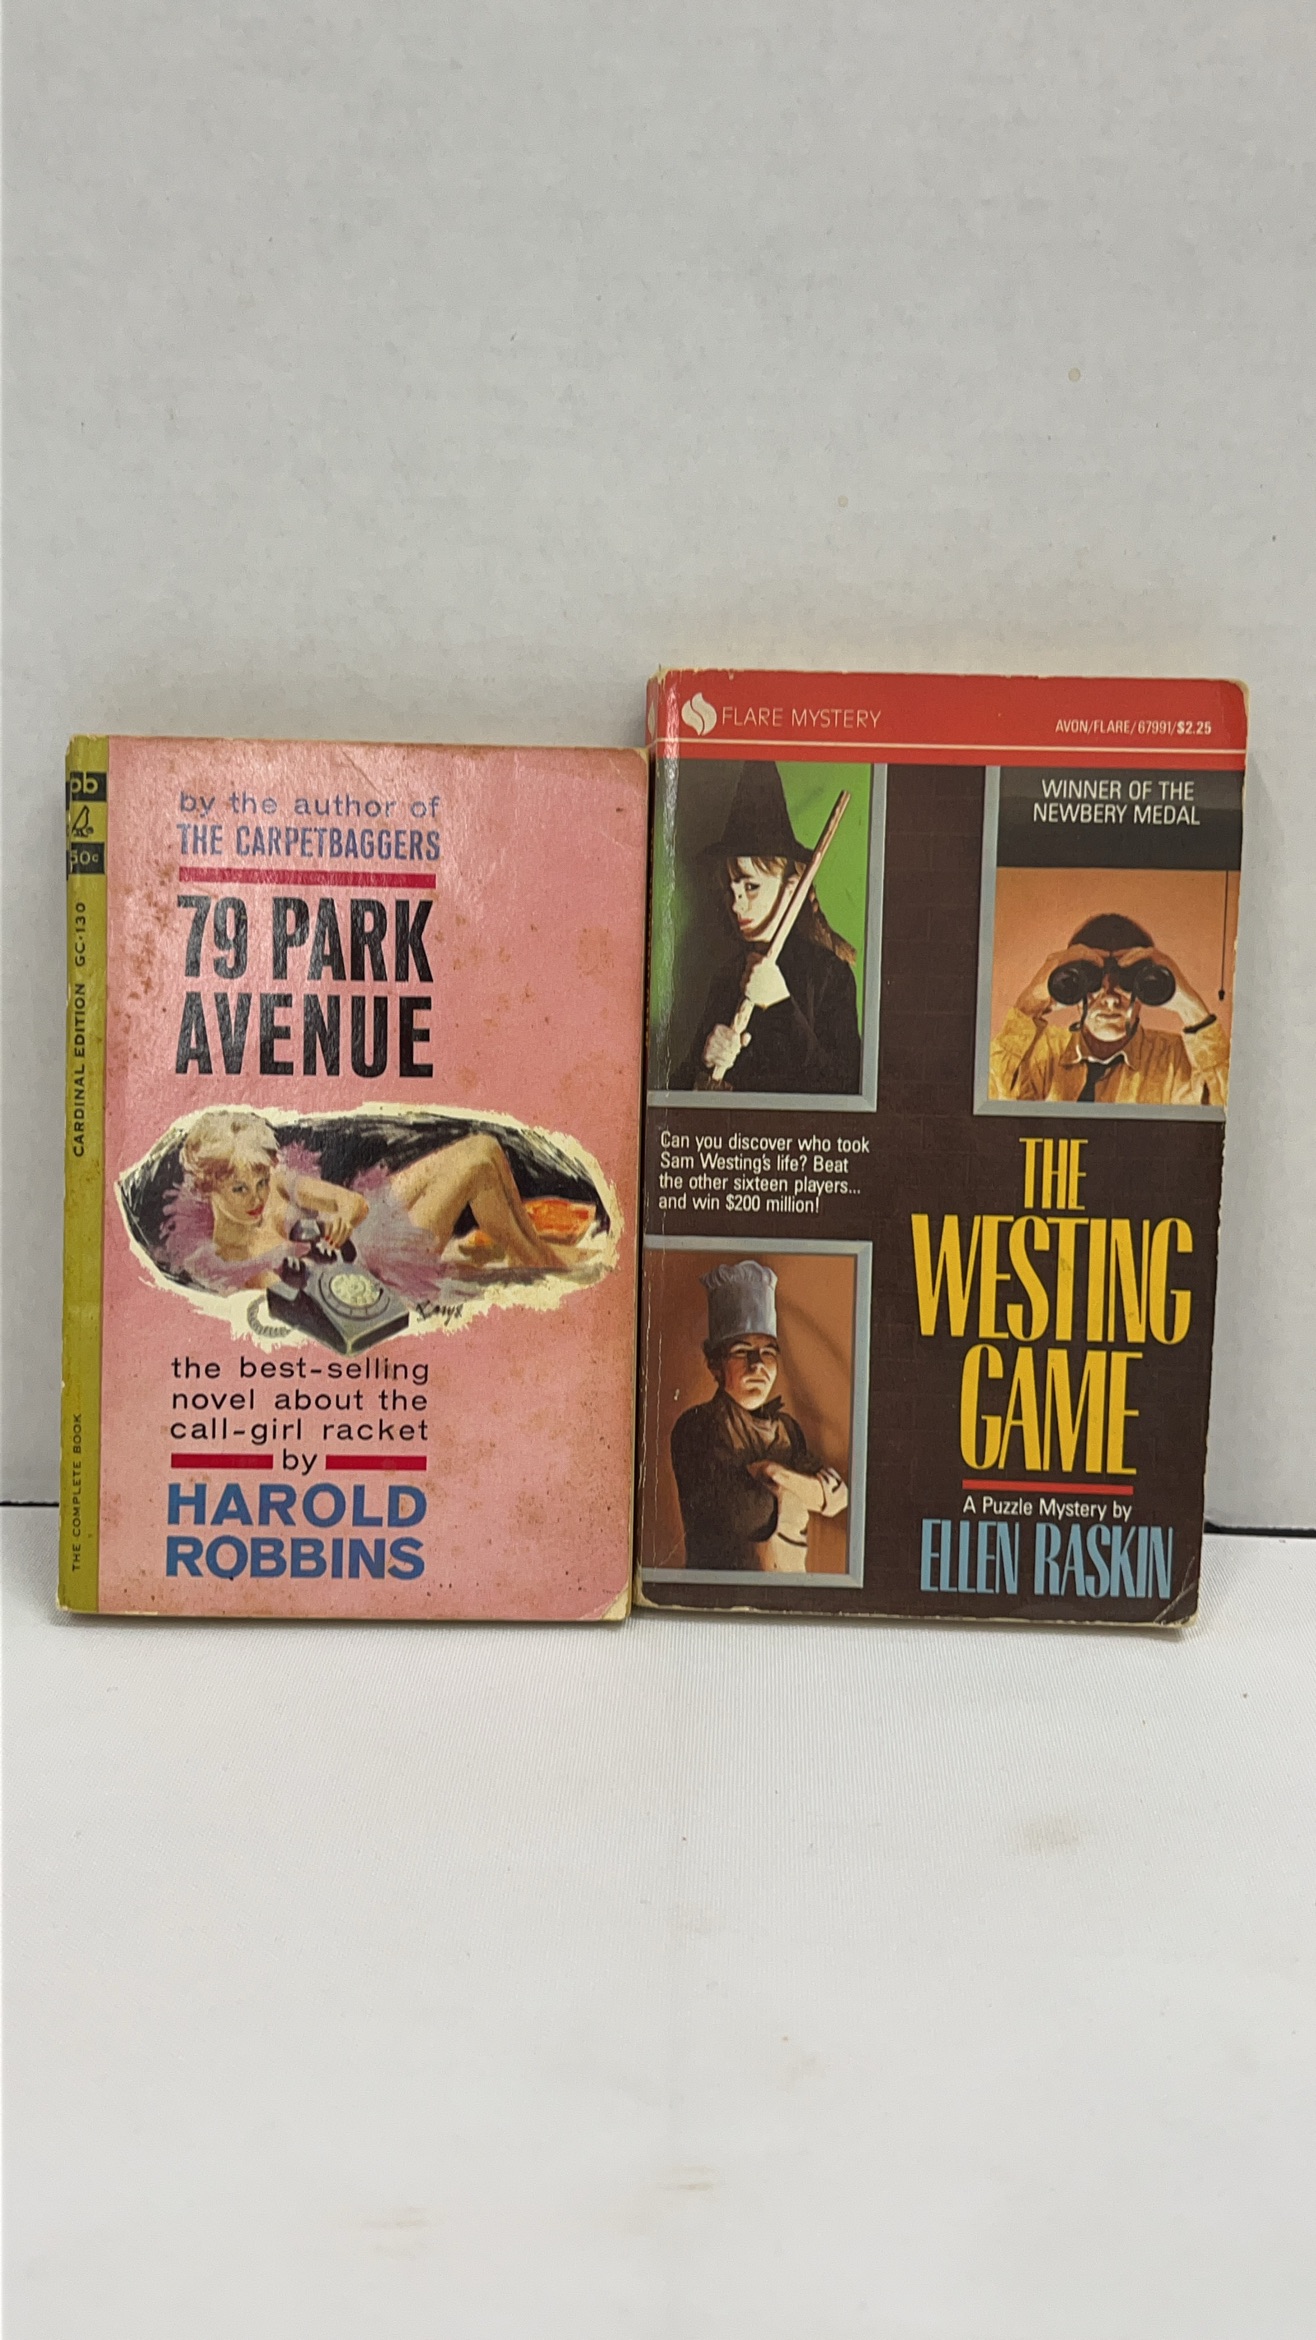 pb
50c
CARDINAL EDITION GC·130
THE COMPLETE BOOK
by the author of
THE CARPETBAGGERS
79 PARK
AVENUE
the best-selling
novel about the
call-girl racket
by
HAROLD
ROBBINS
FLARE MYSTERY
AVON/FLARE/67991/$2.25
WINNER OF THE
NEWBERY MEDAL
Can you discover who took
Sam Westing's life? Beat
the other sixteen players...
and win $200 million!
THE
WESTING
GAME
A Puzzle Mystery by
ELLEN RASKIN